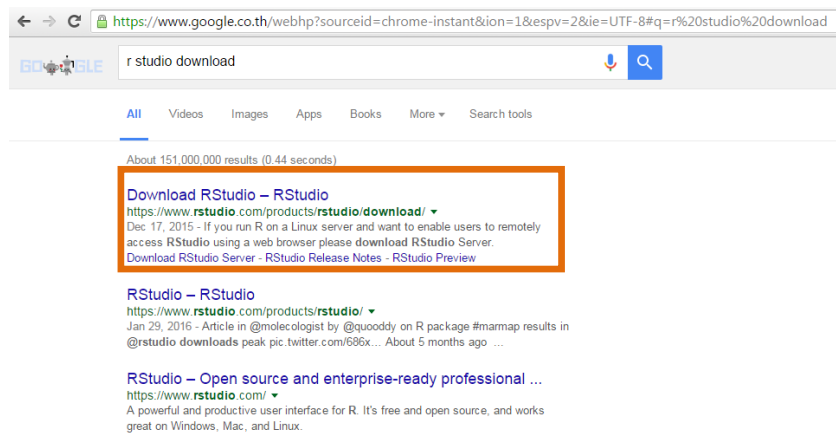 https://www.google.co.th/webhp?sourceid=chrome-instant&ion=1&espv=2&ie=UTF-8#q=r%20studio%20download
GOOGLE r studio download
All Videos Images Apps Books More Search tools
About 151,000,000 results (0.44 seconds)
Download RStudio – RStudio
https://www.rstudio.com/products/rstudio/download/
Dec 17, 2015 - If you run R on a Linux server and want to enable users to remotely
access RStudio using a web browser please download RStudio Server.
Download RStudio Server - RStudio Release Notes - RStudio Preview
RStudio – RStudio
https://www.rstudio.com/products/rstudio/
Jan 29, 2016 - Article in @molecologist by @quooddy on R package #marmap results in
@rstudio downloads peak pic.twitter.com/686x... About 5 months ago ...
RStudio – Open source and enterprise-ready professional ...
https://www.rstudio.com/
A powerful and productive user interface for R. It's free and open source, and works
great on Windows, Mac, and Linux.